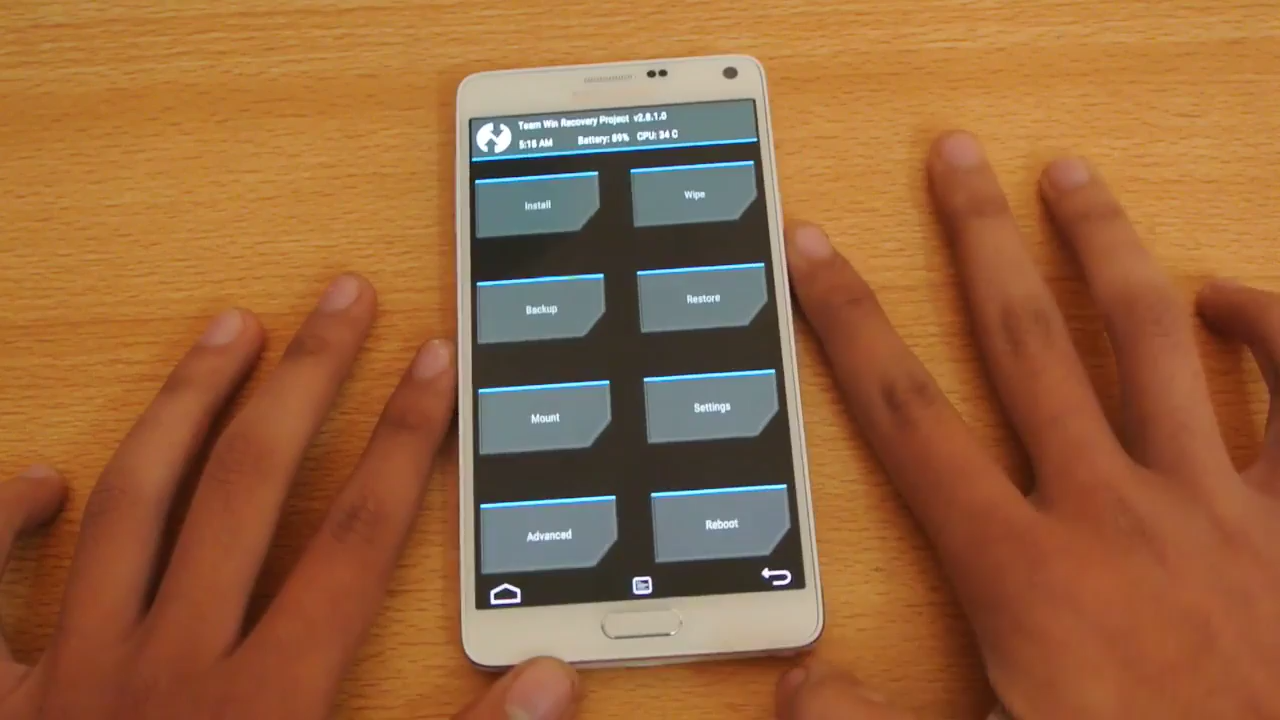 Team Win Recovery Project v2.8.1.0
5:15 AM Battery: 89% CPU: 34 C
Install
Wipe
Backup
Restore
Mount
Settings
Advanced
Reboot